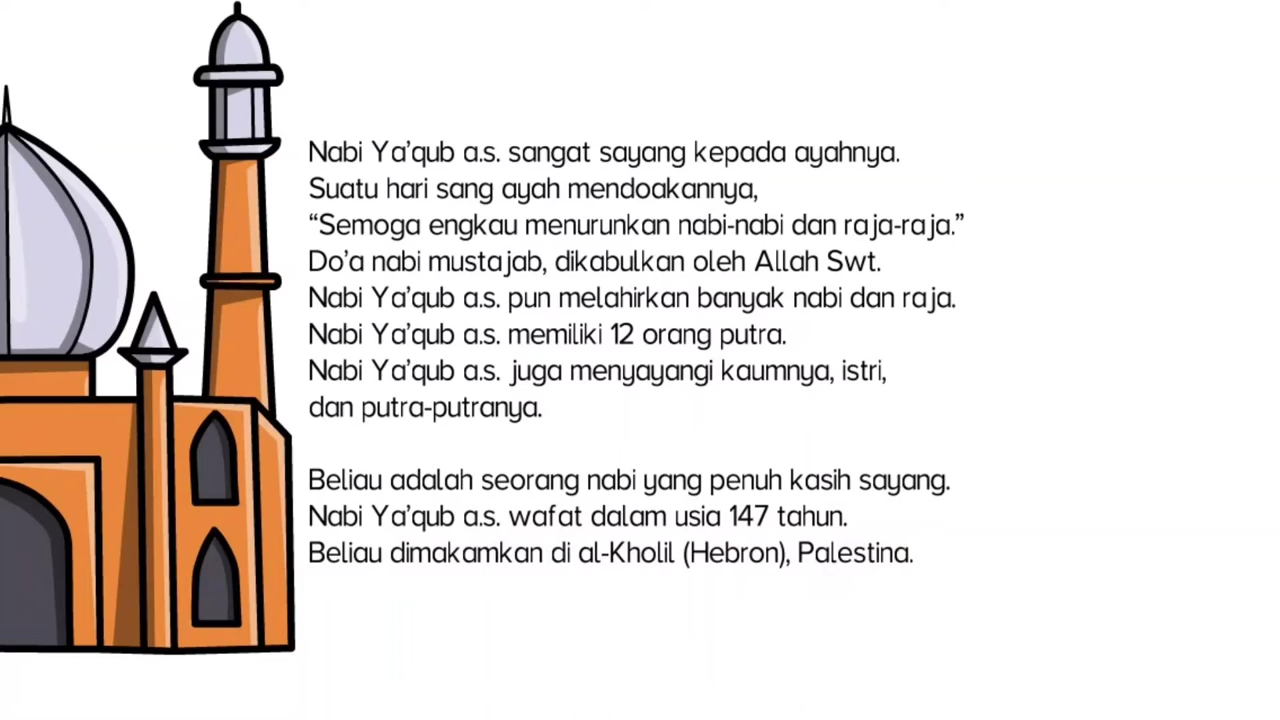 Nabi Ya’qub a.s. sangat sayang kepada ayahnya.
Suatu hari sang ayah mendoakannya,
“Semoga engkau menurunkan nabi-nabi dan raja-raja.”
Do’a nabi mustajab, dikabulkan oleh Allah Swt.
Nabi Ya’qub a.s. pun melahirkan banyak nabi dan raja.
Nabi Ya’qub a.s. memiliki 12 orang putra.
Nabi Ya’qub a.s. juga menyayangi kaumnya, istri,
dan putra-putranya.
Beliau adalah seorang nabi yang penuh kasih sayang.
Nabi Ya’qub a.s. wafat dalam usia 147 tahun.
Beliau dimakamkan di al-Kholil (Hebron), Palestina.